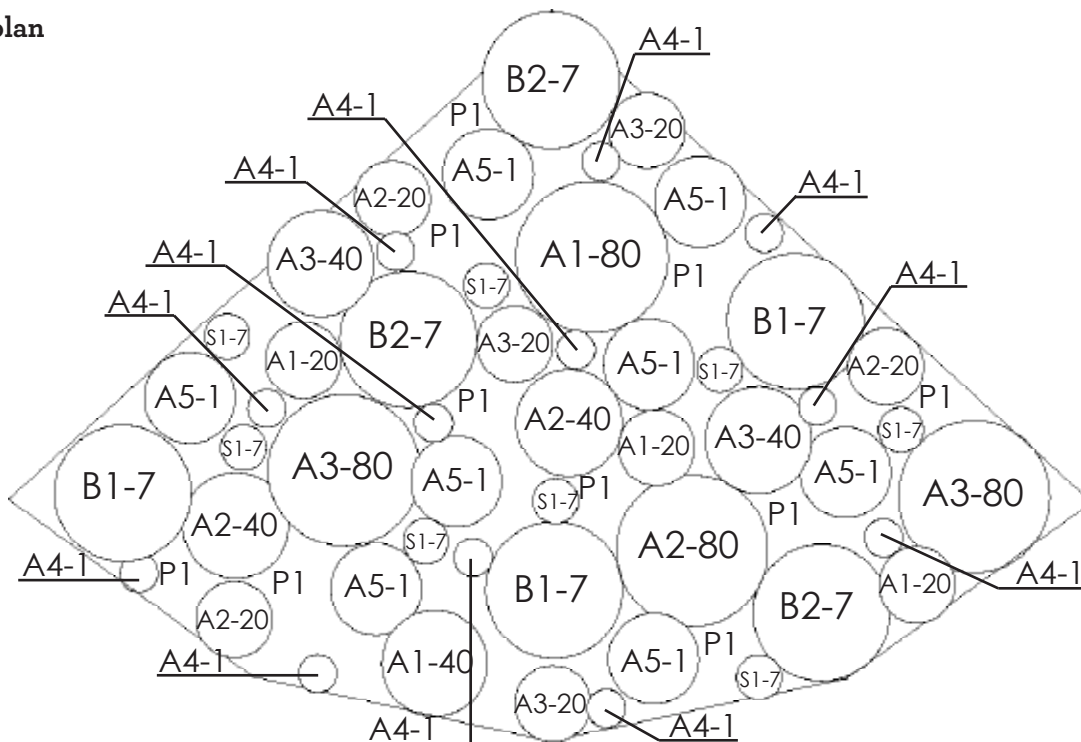 plan
A4-1
B2-7
A4-1
P1
A3-20
A5-1
A4-1
A4-1
A2-20
A5-1
P1
A3-40
A1-80
A4-1
P1
A4-1
S1-7
A4-1
B1-7
B2-7
S1-7
A3-20
A1-20
A5-1
A2-20
S1-7
A5-1
P1
P1
A2-40
S1-7
A3-40
A1-20
S1-7
A3-80
A5-1
A5-1
B1-7
P1
A3-80
S1-7
P1
A2-40
S1-7
A2-80
A4-1
P1
P1
A5-1
B1-7
B2-7
A1-20
A4-1
A2-20
P1
A4-1
A1-40
A5-1
S1-7
A3-20
A4-1
A4-1